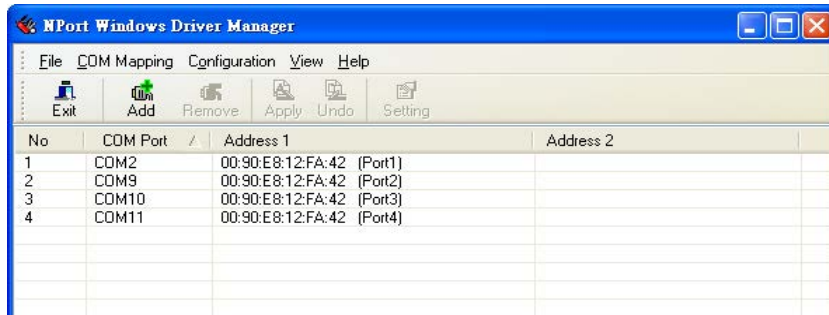 NPort Windows Driver Manager
File COM Mapping Configuration View Help
Exit Add Remove Apply Undo Setting
No COM Port Address 1 Address 2
1 COM2 00:90:E8:12:FA:42 (Port1)
2 COM9 00:90:E8:12:FA:42 (Port2)
3 COM10 00:90:E8:12:FA:42 (Port3)
4 COM11 00:90:E8:12:FA:42 (Port4)